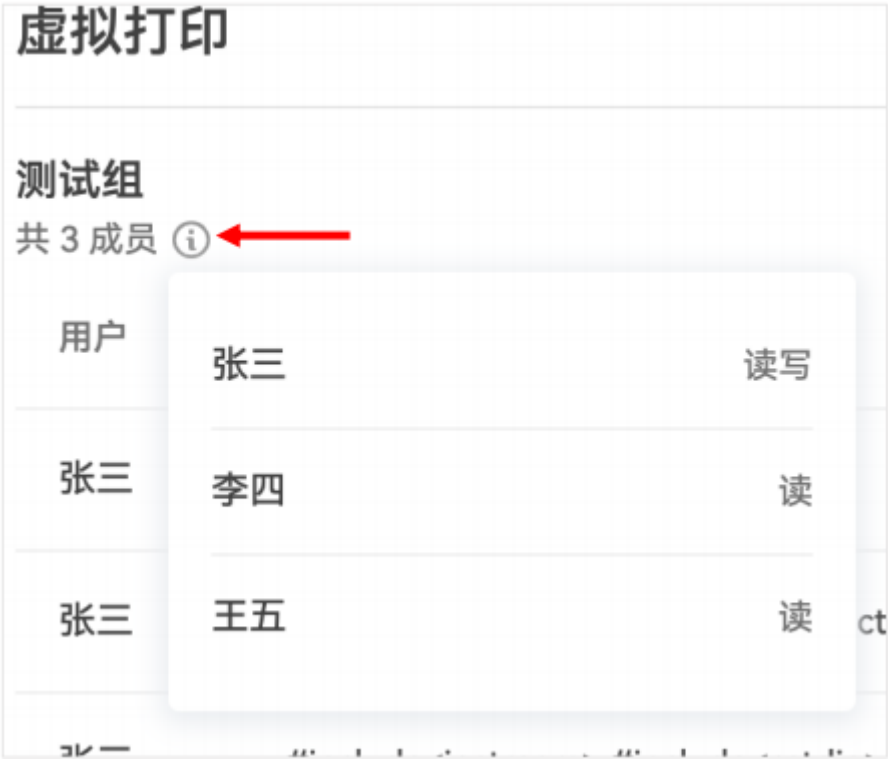 虚拟打印
测试组
共 3 成员
用户
张三 读写
张三
李四 读
张三
王五 读
ct